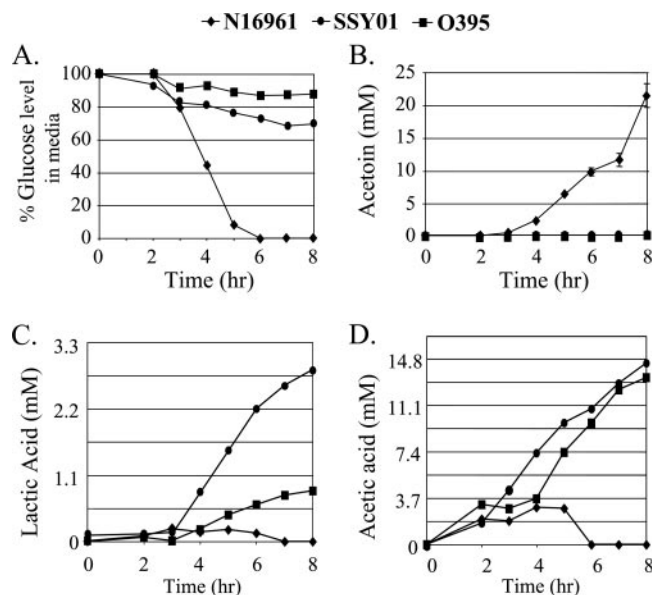 N16961 SSY01 O395
A.
100
80
60
40
20
0
% Glucose level
in media
0 2 4 6 8
Time (hr)
B.
25
20
15
10
5
0
Acetoin (mM)
0 2 4 6 8
Time (hr)
C.
3.3
2.2
1.1
0
Lactic Acid (mM)
0 2 4 6 8
Time (hr)
D.
14.8
11.1
7.4
3.7
0
Acetic acid (mM)
0 2 4 6 8
Time (hr)